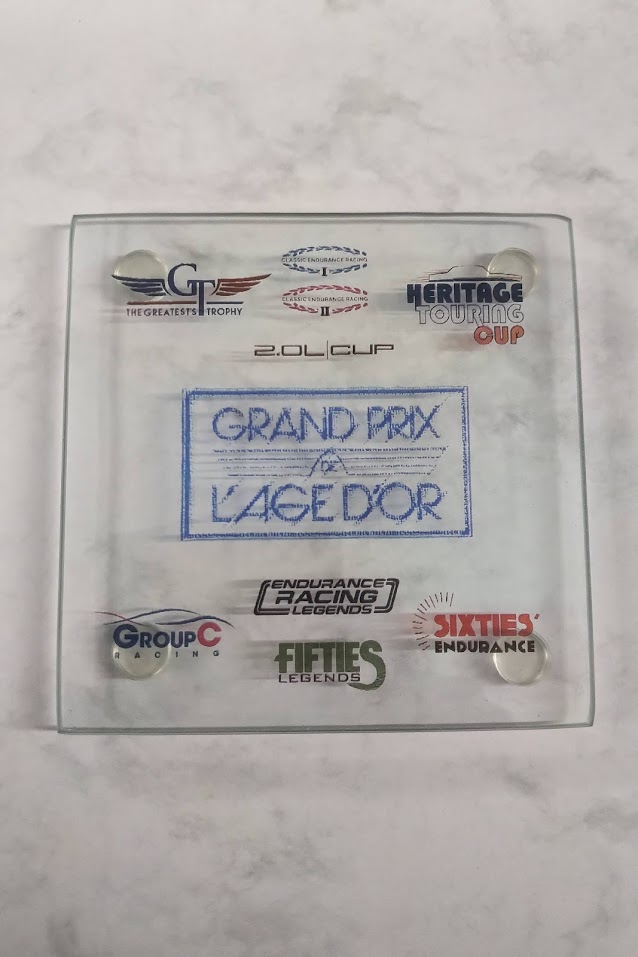 GT
THE GREATEST'S TROPHY
CLASSIC ENDURANCE RACING
I
CLASSIC ENDURANCE RACING
II
HERITAGE
TOURING
CUP
2.0L|CUP
GRAND PRIX
DE
L'AGE D'OR
ENDURANCE
RACING
LEGENDS
GROUP C
RACING
FIFTIES
LEGENDS
SIXTIES'
ENDURANCE